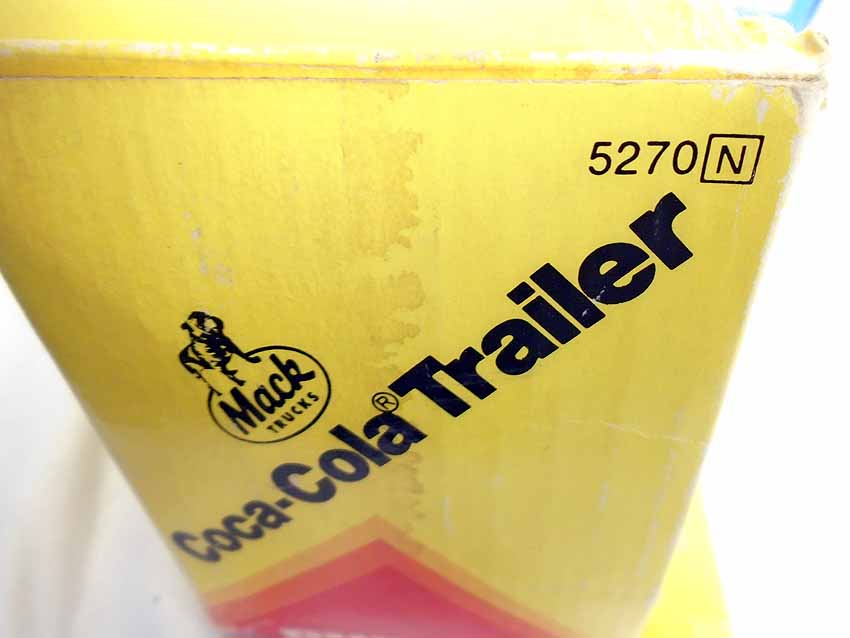 5270 N
Mack
TRUCKS
Coca-Cola® Trailer